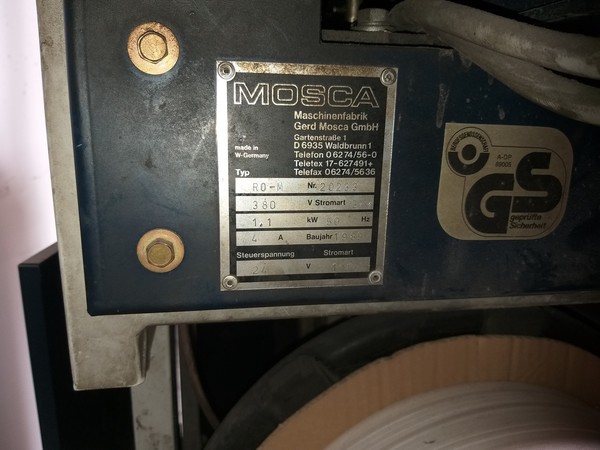 MOSCA
Maschinenfabrik
Gerd Mosca GmbH
Gartenstraße 1
D 6935 Waldbrunn 1
made in
W-Germany
Telefon 06274/56-0
Teletex 17-627491+
Telefax 06274/5636
Typ RO-M Nr.
380 V Stromart
1,1 kW Hz
4 A Baujahr
Steuerspannung Stromart
V
GS
geprüfte
Sicherheit